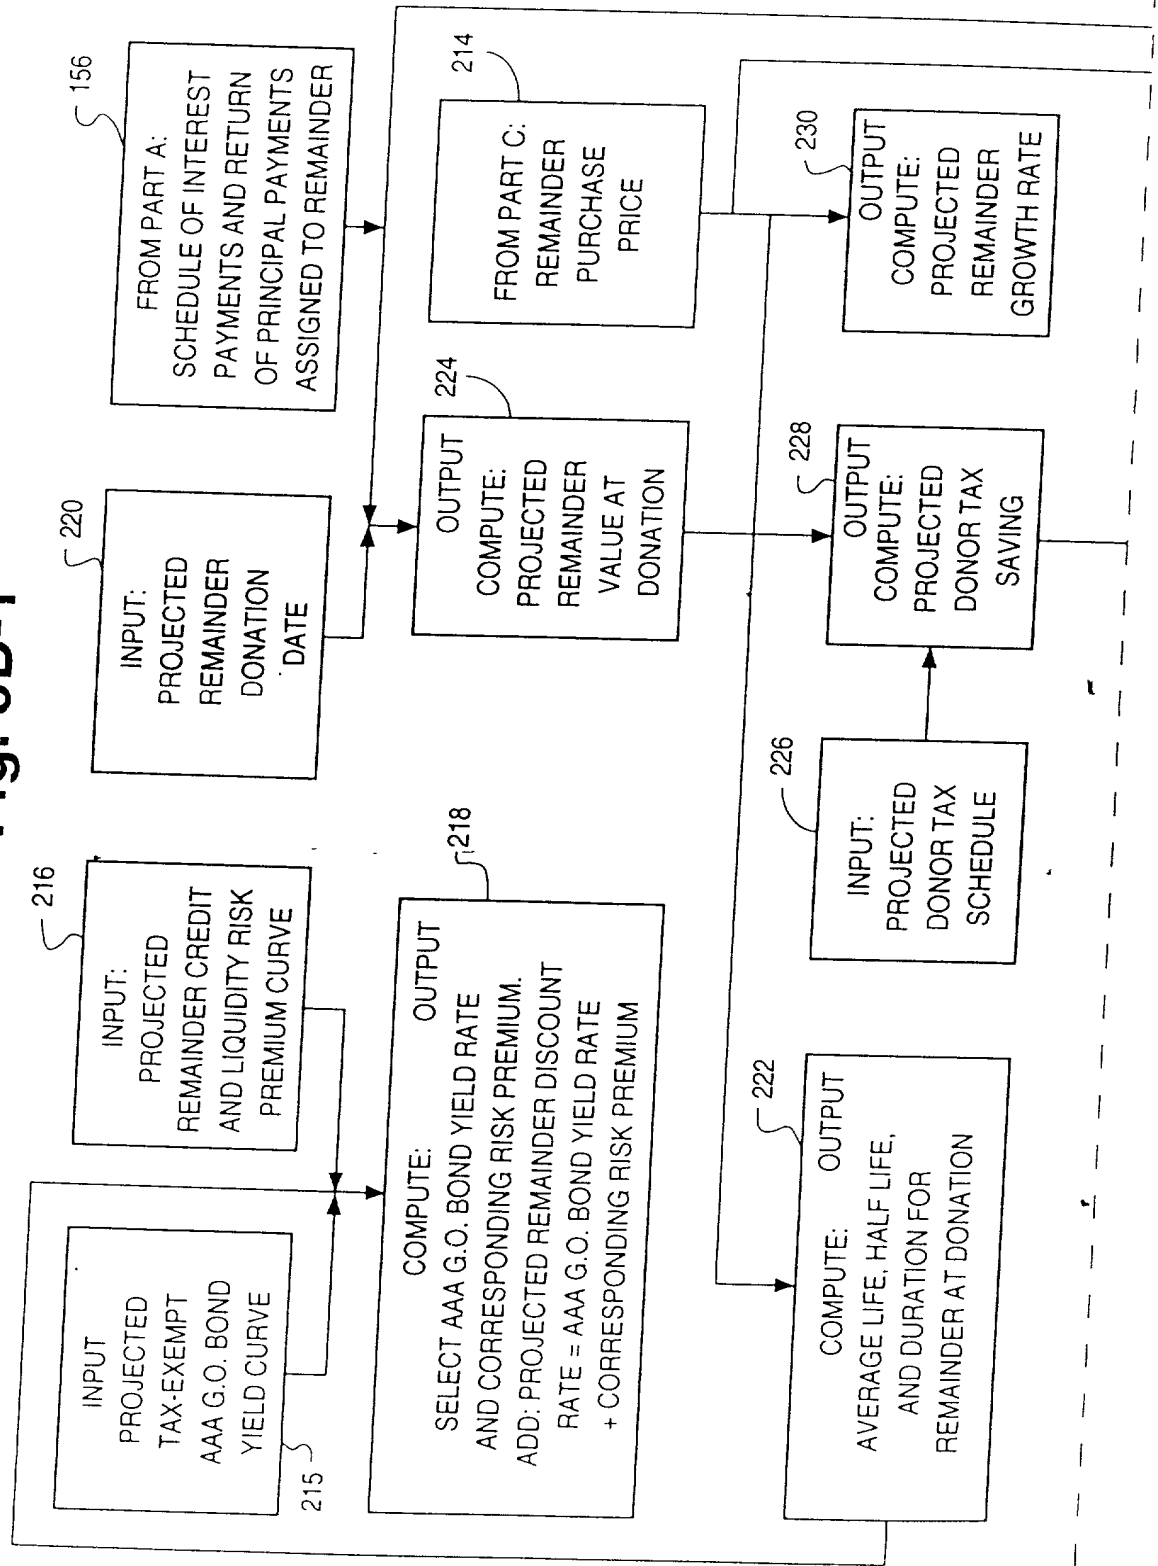 156
FROM PART A:
SCHEDULE OF INTEREST
PAYMENTS AND RETURN
OF PRINCIPAL PAYMENTS
ASSIGNED TO REMAINDER
220
INPUT:
PROJECTED
REMAINDER
DONATION
DATE
216
INPUT:
PROJECTED
REMAINDER CREDIT
AND LIQUIDITY RISK
PREMIUM CURVE
INPUT
PROJECTED
TAX-EXEMPT
AAA G.O. BOND
YIELD CURVE
215
214
FROM PART C:
REMAINDER
PURCHASE
PRICE
224
OUTPUT
COMPUTE:
PROJECTED
REMAINDER
VALUE AT
DONATION
218
COMPUTE: OUTPUT
SELECT AAA G.O. BOND YIELD RATE
AND CORRESPONDING RISK PREMIUM.
ADD: PROJECTED REMAINDER DISCOUNT
RATE = AAA G.O. BOND YIELD RATE
+ CORRESPONDING RISK PREMIUM
230
OUTPUT
COMPUTE:
PROJECTED
REMAINDER
GROWTH RATE
228
OUTPUT
COMPUTE:
PROJECTED
DONOR TAX
SAVING
226
INPUT:
PROJECTED
DONOR TAX
SCHEDULE
222
COMPUTE: OUTPUT
AVERAGE LIFE, HALF LIFE,
AND DURATION FOR
REMAINDER AT DONATION